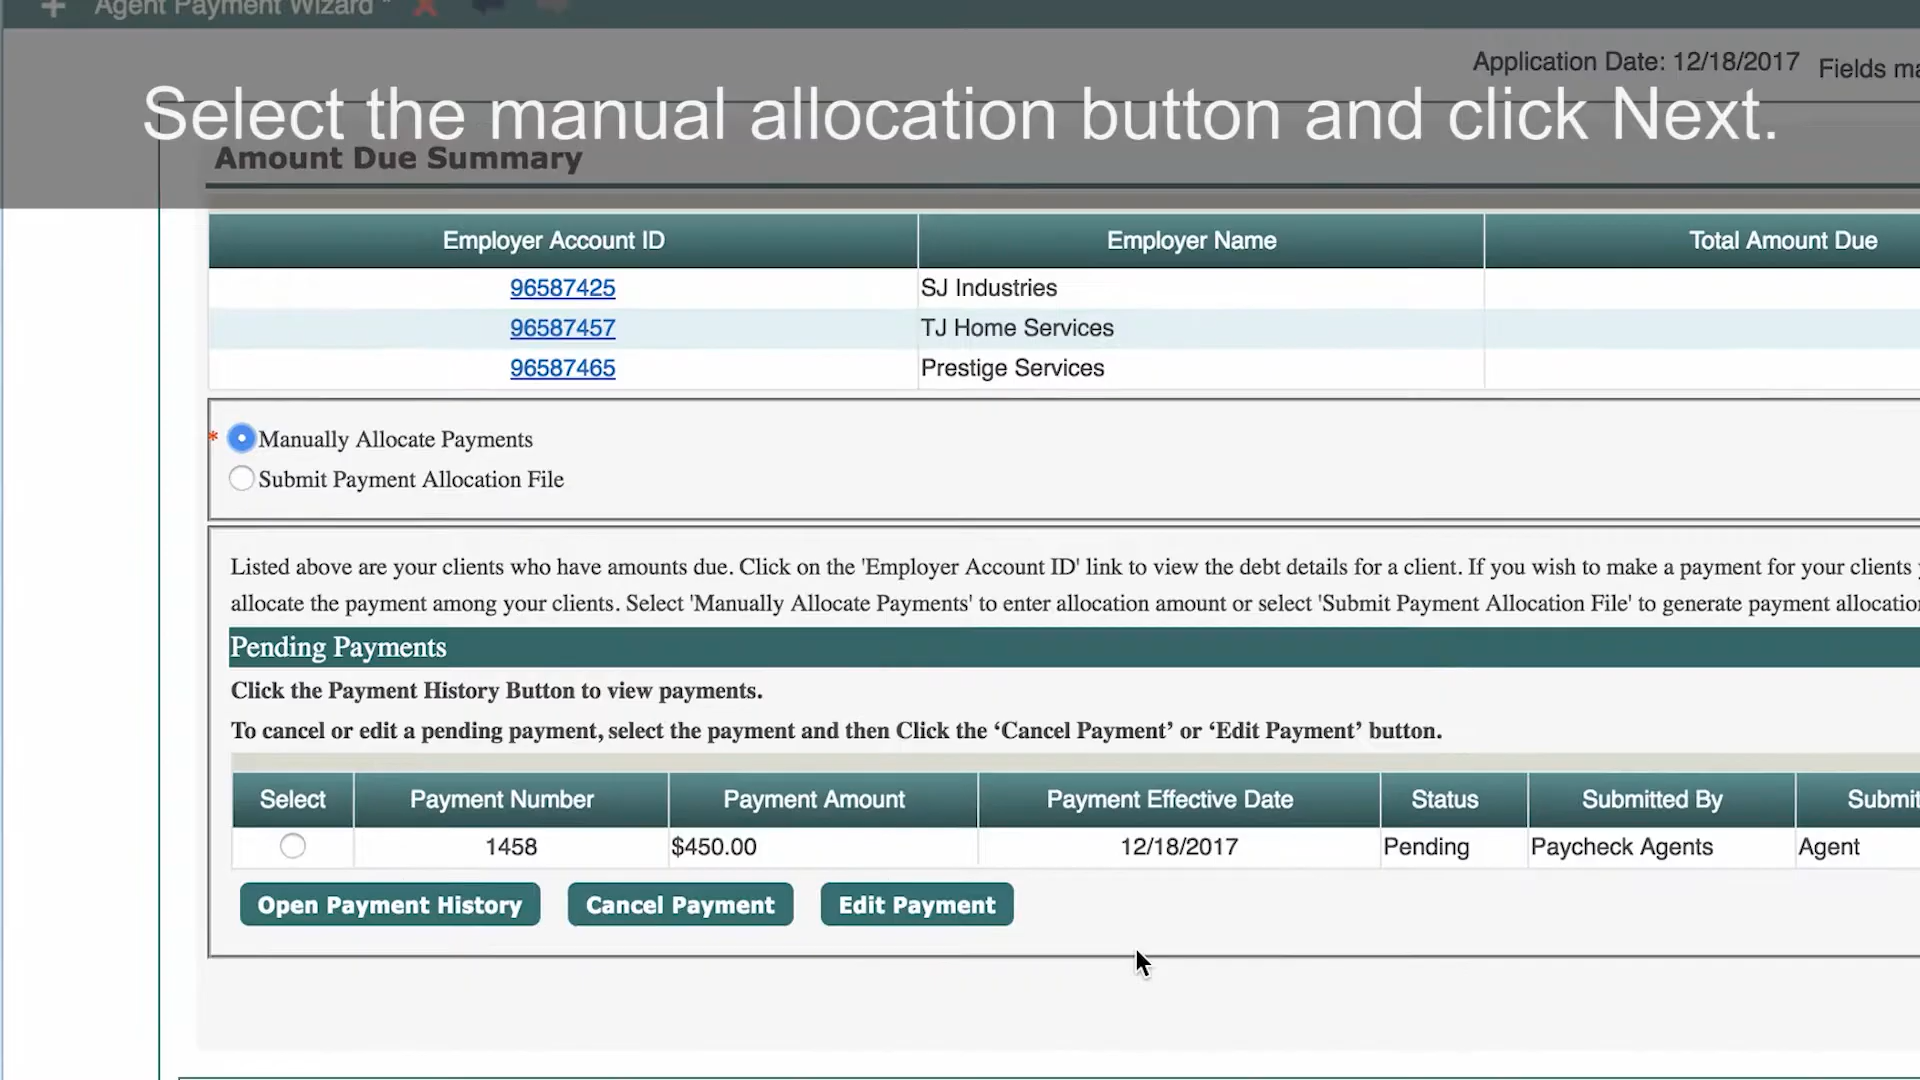 Agent Payment Wizard *
Application Date: 12/18/2017 Fields ma
Select the manual allocation button and click Next.
Amount Due Summary
Employer Account ID Employer Name Total Amount Due
96587425 SJ Industries
96587457 TJ Home Services
96587465 Prestige Services
* Manually Allocate Payments
Submit Payment Allocation File
Listed above are your clients who have amounts due. Click on the 'Employer Account ID' link to view the debt details for a client. If you wish to make a payment for your clients
allocate the payment among your clients. Select 'Manually Allocate Payments' to enter allocation amount or select 'Submit Payment Allocation File' to generate payment allocation
Pending Payments
Click the Payment History Button to view payments.
To cancel or edit a pending payment, select the payment and then Click the ‘Cancel Payment’ or ‘Edit Payment’ button.
Select Payment Number Payment Amount Payment Effective Date Status Submitted By Submit
1458 $450.00 12/18/2017 Pending Paycheck Agents Agent
Open Payment History Cancel Payment Edit Payment